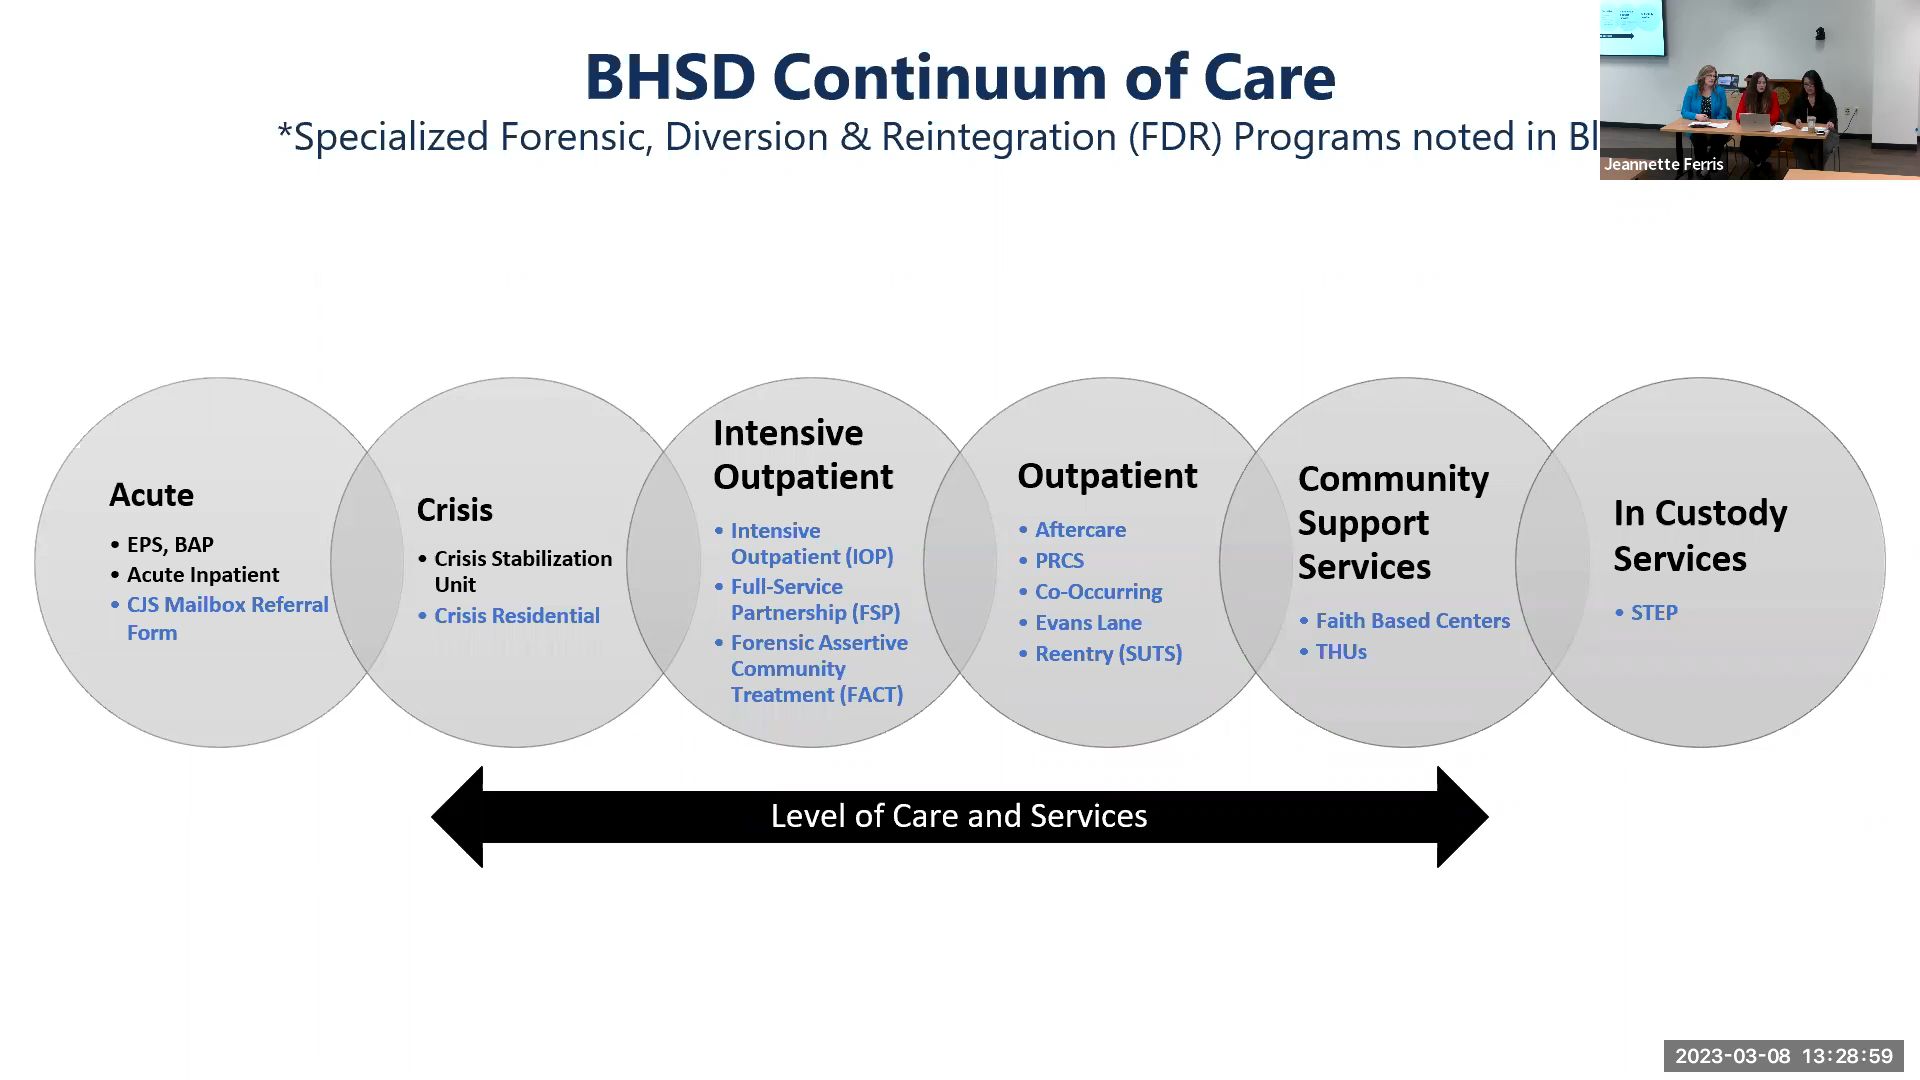 BHSD Continuum of Care
*Specialized Forensic, Diversion & Reintegration (FDR) Programs noted in Bl
Jeannette Ferris
Acute
• EPS, BAP
• Acute Inpatient
• CJS Mailbox Referral
Form
Crisis
• Crisis Stabilization
Unit
• Crisis Residential
Intensive
Outpatient
• Intensive
Outpatient (IOP)
• Full-Service
Partnership (FSP)
• Forensic Assertive
Community
Treatment (FACT)
Outpatient
• Aftercare
• PRCS
• Co-Occurring
• Evans Lane
• Reentry (SUTS)
Community
Support
Services
• Faith Based Centers
• THUs
In Custody
Services
• STEP
Level of Care and Services
2023-03-08 13:28:59